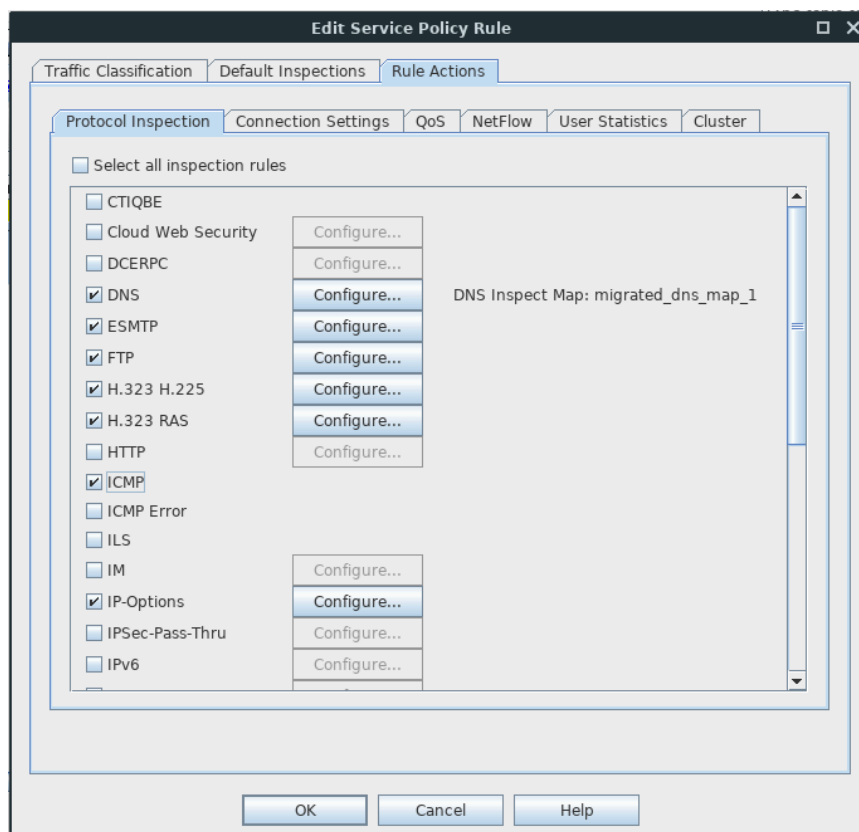 Edit Service Policy Rule
Traffic Classification Default Inspections Rule Actions
Protocol Inspection Connection Settings QoS NetFlow User Statistics Cluster
Select all inspection rules
CTIQBE
Cloud Web Security Configure...
DCERPC Configure...
DNS Configure... DNS Inspect Map: migrated_dns_map_1
ESMTP Configure...
FTP Configure...
H.323 H.225 Configure...
H.323 RAS Configure...
HTTP Configure...
ICMP
ICMP Error
ILS
IM Configure...
IP-Options Configure...
IPSec-Pass-Thru Configure...
IPv6 Configure...
OK Cancel Help